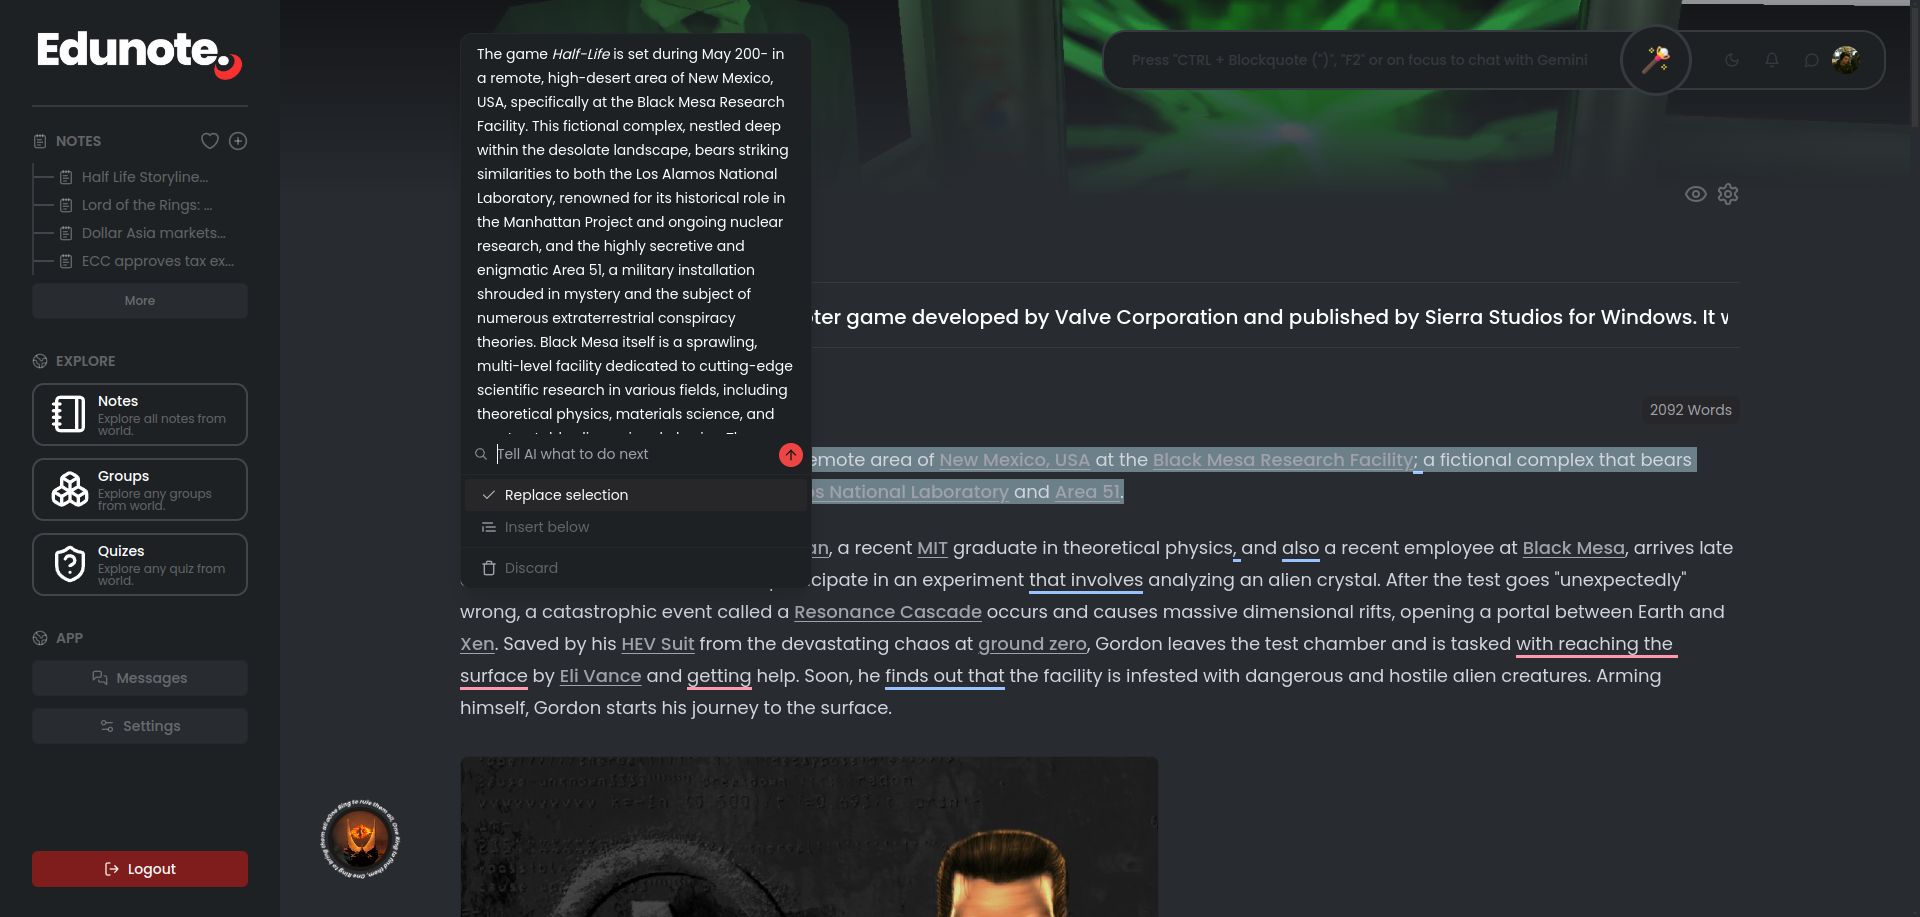 Edunote.
NOTES
Half Life Storyline...
Lord of the Rings: ...
Dollar Asia markets...
ECC approves tax ex...
More
EXPLORE
Notes
Explore all notes from
world.
Groups
Explore any groups
from world.
Quizes
Explore any quiz from
world.
APP
Messages
Settings
Logout
Press "CTRL + Blockquote (")", "F2" or on focus to chat with Gemini
The game Half-Life is set during May 200- in
a remote, high-desert area of New Mexico,
USA, specifically at the Black Mesa Research
Facility. This fictional complex, nestled deep
within the desolate landscape, bears striking
similarities to both the Los Alamos National
Laboratory, renowned for its historical role in
the Manhattan Project and ongoing nuclear
research, and the highly secretive and
enigmatic Area 51, a military installation
shrouded in mystery and the subject of
numerous extraterrestrial conspiracy
theories. Black Mesa itself is a sprawling,
multi-level facility dedicated to cutting-edge
scientific research in various fields, including
theoretical physics, materials science, and
Tell AI what to do next
Replace selection
Insert below
Discard
ter game developed by Valve Corporation and published by Sierra Studios for Windows. It w
2092 Words
emote area of New Mexico, USA at the Black Mesa Research Facility; a fictional complex that bears
s National Laboratory and Area 51.
an, a recent MIT graduate in theoretical physics, and also a recent employee at Black Mesa, arrives late
cipate in an experiment that involves analyzing an alien crystal. After the test goes "unexpectedly"
wrong, a catastrophic event called a Resonance Cascade occurs and causes massive dimensional rifts, opening a portal between Earth and
Xen. Saved by his HEV Suit from the devastating chaos at ground zero, Gordon leaves the test chamber and is tasked with reaching the
surface by Eli Vance and getting help. Soon, he finds out that the facility is infested with dangerous and hostile alien creatures. Arming
himself, Gordon starts his journey to the surface.